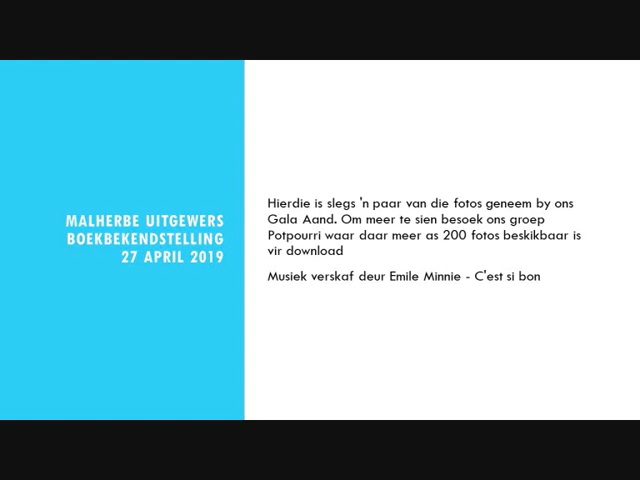 MALHERBE UITGEWERS
BOEKBEKENDSTELLING
27 APRIL 2019
Hierdie is slegs 'n paar van die fotos geneem by ons
Gala Aand. Om meer te sien besoek ons groep
Potpourri waar daar meer as 200 fotos beskikbaar is
vir download
Musiek verskaf deur Emile Minnie - C'est si bon